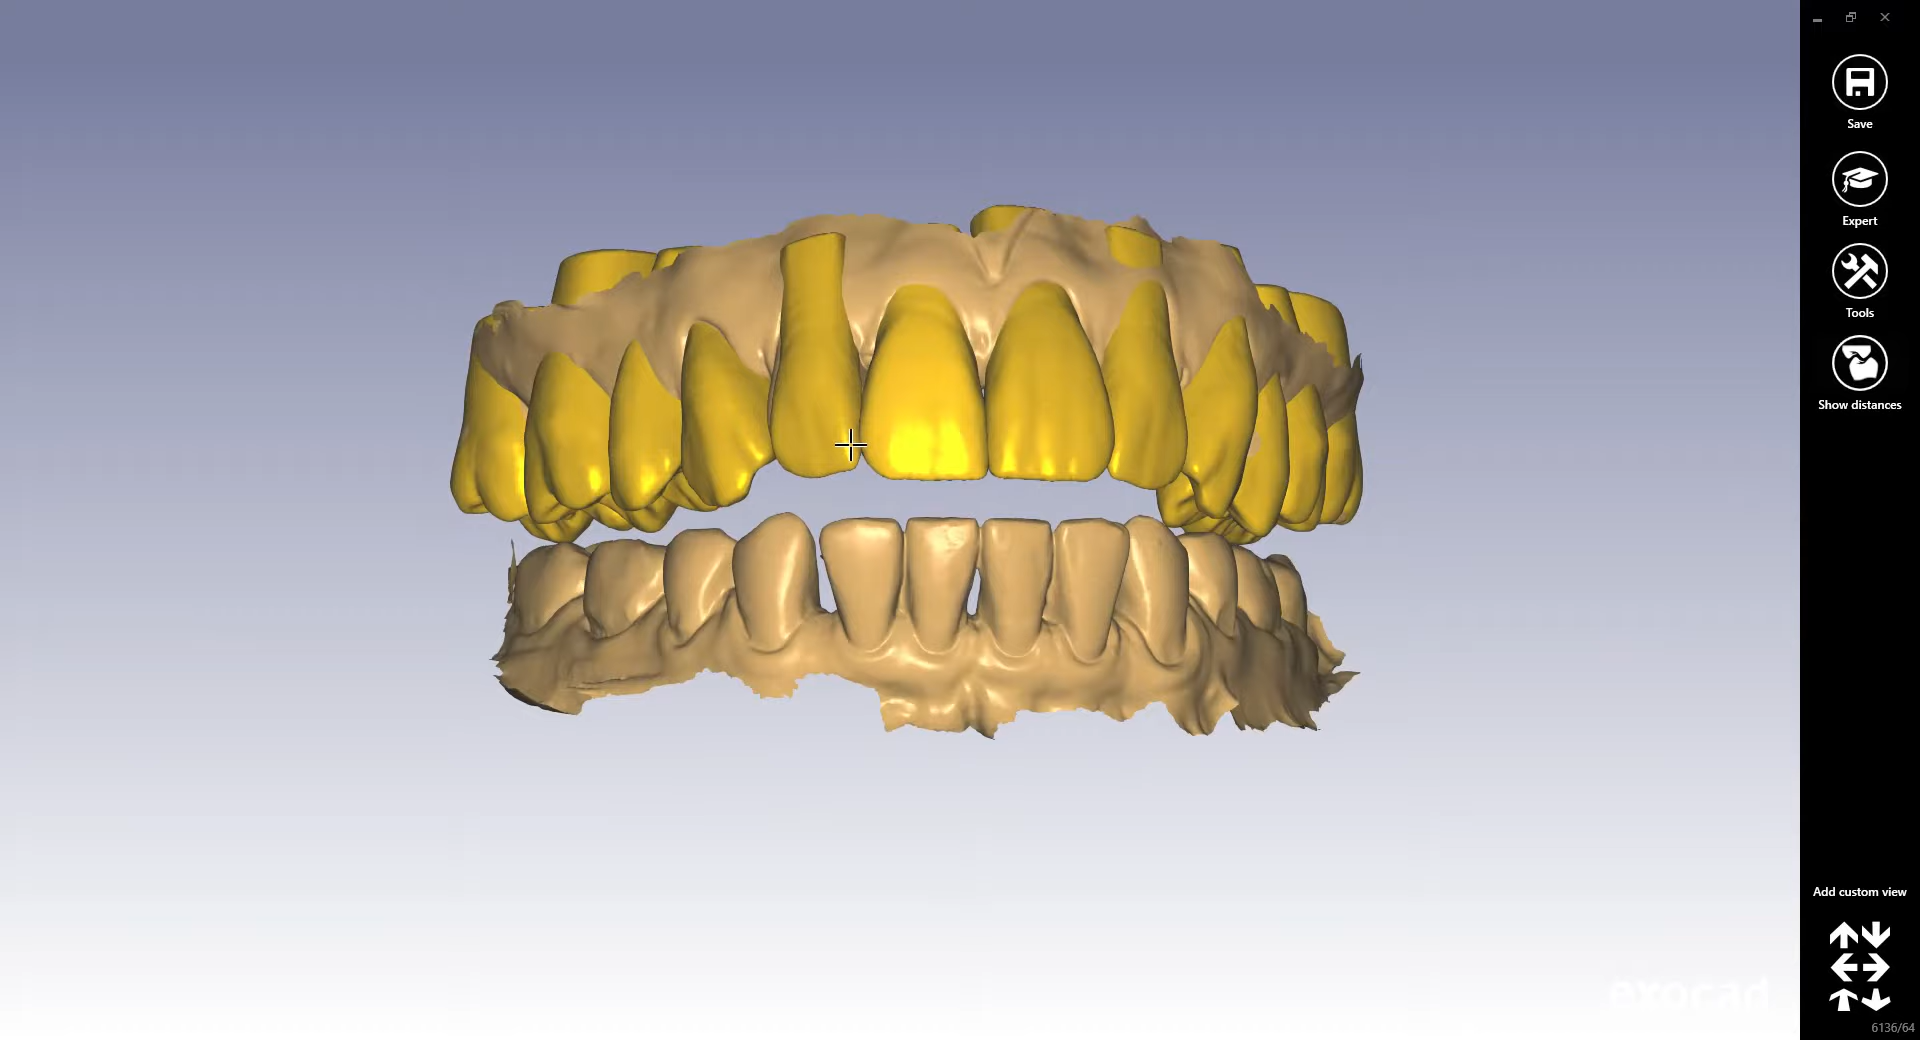 Save
Expert
Tools
Show distances
Add custom view
exocad
6136/64